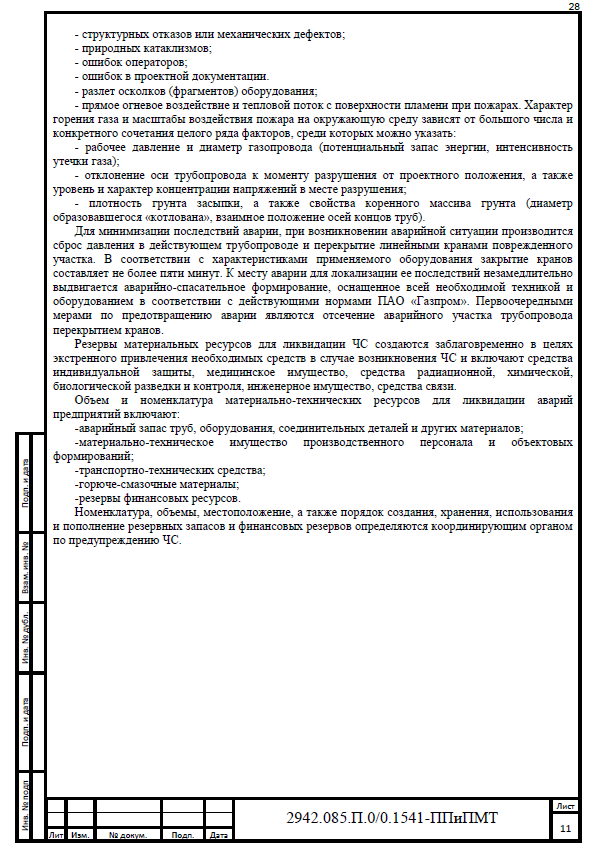 28
- структурных отказов или механических дефектов;
- природных катаклизмов;
- ошибок операторов;
- ошибок в проектной документации.
- разлет осколков (фрагментов) оборудования;
- прямое огневое воздействие и тепловой поток с поверхности пламени при пожарах. Характер
горения газа и масштабы воздействия пожара на окружающую среду зависят от большого числа и
конкретного сочетания целого ряда факторов, среди которых можно указать:
- рабочее давление и диаметр газопровода (потенциальный запас энергии, интенсивность
утечки газа);
- отклонение оси трубопровода к моменту разрушения от проектного положения, а также
уровень и характер концентрации напряжений в месте разрушения;
- плотность грунта засыпки, а также свойства коренного массива грунта (диаметр
образовавшегося «котлована», взаимное положение осей концов труб).
Для минимизации последствий аварии, при возникновении аварийной ситуации производится
сброс давления в действующем трубопроводе и перекрытие линейными кранами поврежденного
участка. В соответствии с характеристиками применяемого оборудования закрытие кранов
составляет не более пяти минут. К месту аварии для локализации ее последствий незамедлительно
выдвигается аварийно-спасательное формирование, оснащенное всей необходимой техникой и
оборудованием в соответствии с действующими нормами ПАО «Газпром». Первоочередными
мерами по предотвращению аварии являются отсечение аварийного участка трубопровода
перекрытием кранов.
Резервы материальных ресурсов для ликвидации ЧС создаются заблаговременно в целях
экстренного привлечения необходимых средств в случае возникновения ЧС и включают средства
индивидуальной защиты, медицинское имущество, средства радиационной, химической,
биологической разведки и контроля, инженерное имущество, средства связи.
Объем и номенклатура материально-технических ресурсов для ликвидации аварий
предприятий включают:
-аварийный запас труб, оборудования, соединительных деталей и других материалов;
-материально-техническое имущество производственного персонала и объектовых
формирований;
-транспортно-технических средства;
-горюче-смазочные материалы;
-резервы финансовых ресурсов.
Номенклатура, объемы, местоположение, а также порядок создания, хранения, использования
и пополнение резервных запасов и финансовых резервов определяются координирующим органом
по предупреждению ЧС.
Подп. и дата
Взам. инв. №
Инв. № дубл.
Подп. и дата
Инв. № подп
Лит Изм. № докум. Подп. Дата
2942.085.П.0/0.1541-ППиПМТ
Лист
11